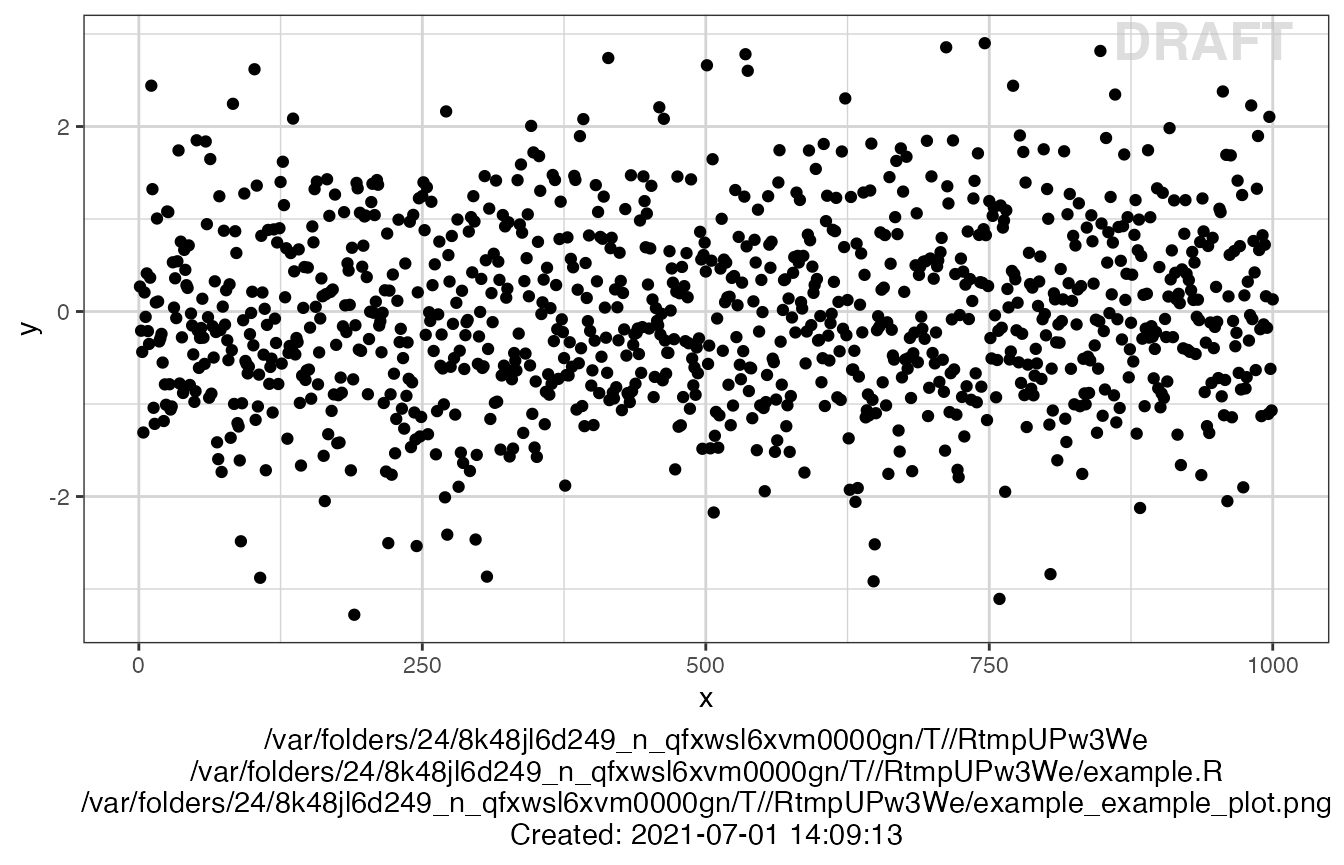 DRAFT
2
0
-2
y
0 250 500 750 1000
x
/var/folders/24/8k48jl6d249_n_qfxwsl6xvm0000gn/T//RtmpUPw3We
/var/folders/24/8k48jl6d249_n_qfxwsl6xvm0000gn/T//RtmpUPw3We/example.R
/var/folders/24/8k48jl6d249_n_qfxwsl6xvm0000gn/T//RtmpUPw3We/example_example_plot.png
Created: 2021-07-01 14:09:13